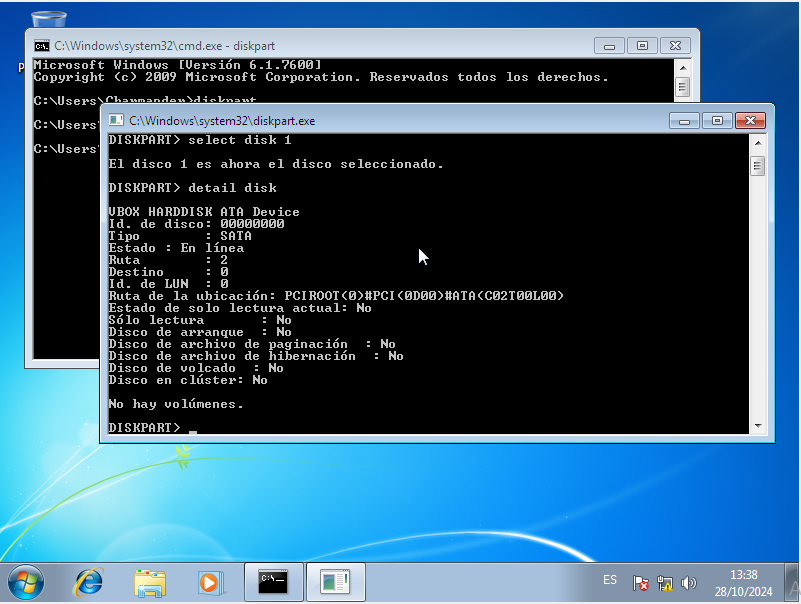 C:\Windows\system32\cmd.exe - diskpart
Microsoft Windows [Versión 6.1.7600]
Copyright (c) 2009 Microsoft Corporation. Reservados todos los derechos.
C:\Users\Charmander>diskpart
C:\Users
C:\Users
C:\Windows\system32\diskpart.exe
DISKPART> select disk 1
El disco 1 es ahora el disco seleccionado.
DISKPART> detail disk
VBOX HARDDISK ATA Device
Id. de disco: 00000000
Tipo : SATA
Estado : En línea
Ruta : 2
Destino : 0
Id. de LUN : 0
Ruta de la ubicación: PCIROOT(0)#PCI(0D00)#ATA(C02T00L00)
Estado de solo lectura actual: No
Sólo lectura : No
Disco de arranque : No
Disco de archivo de paginación : No
Disco de archivo de hibernación : No
Disco de volcado : No
Disco en clúster: No
No hay volúmenes.
DISKPART> _
C:\_
ES
13:38
28/10/2024